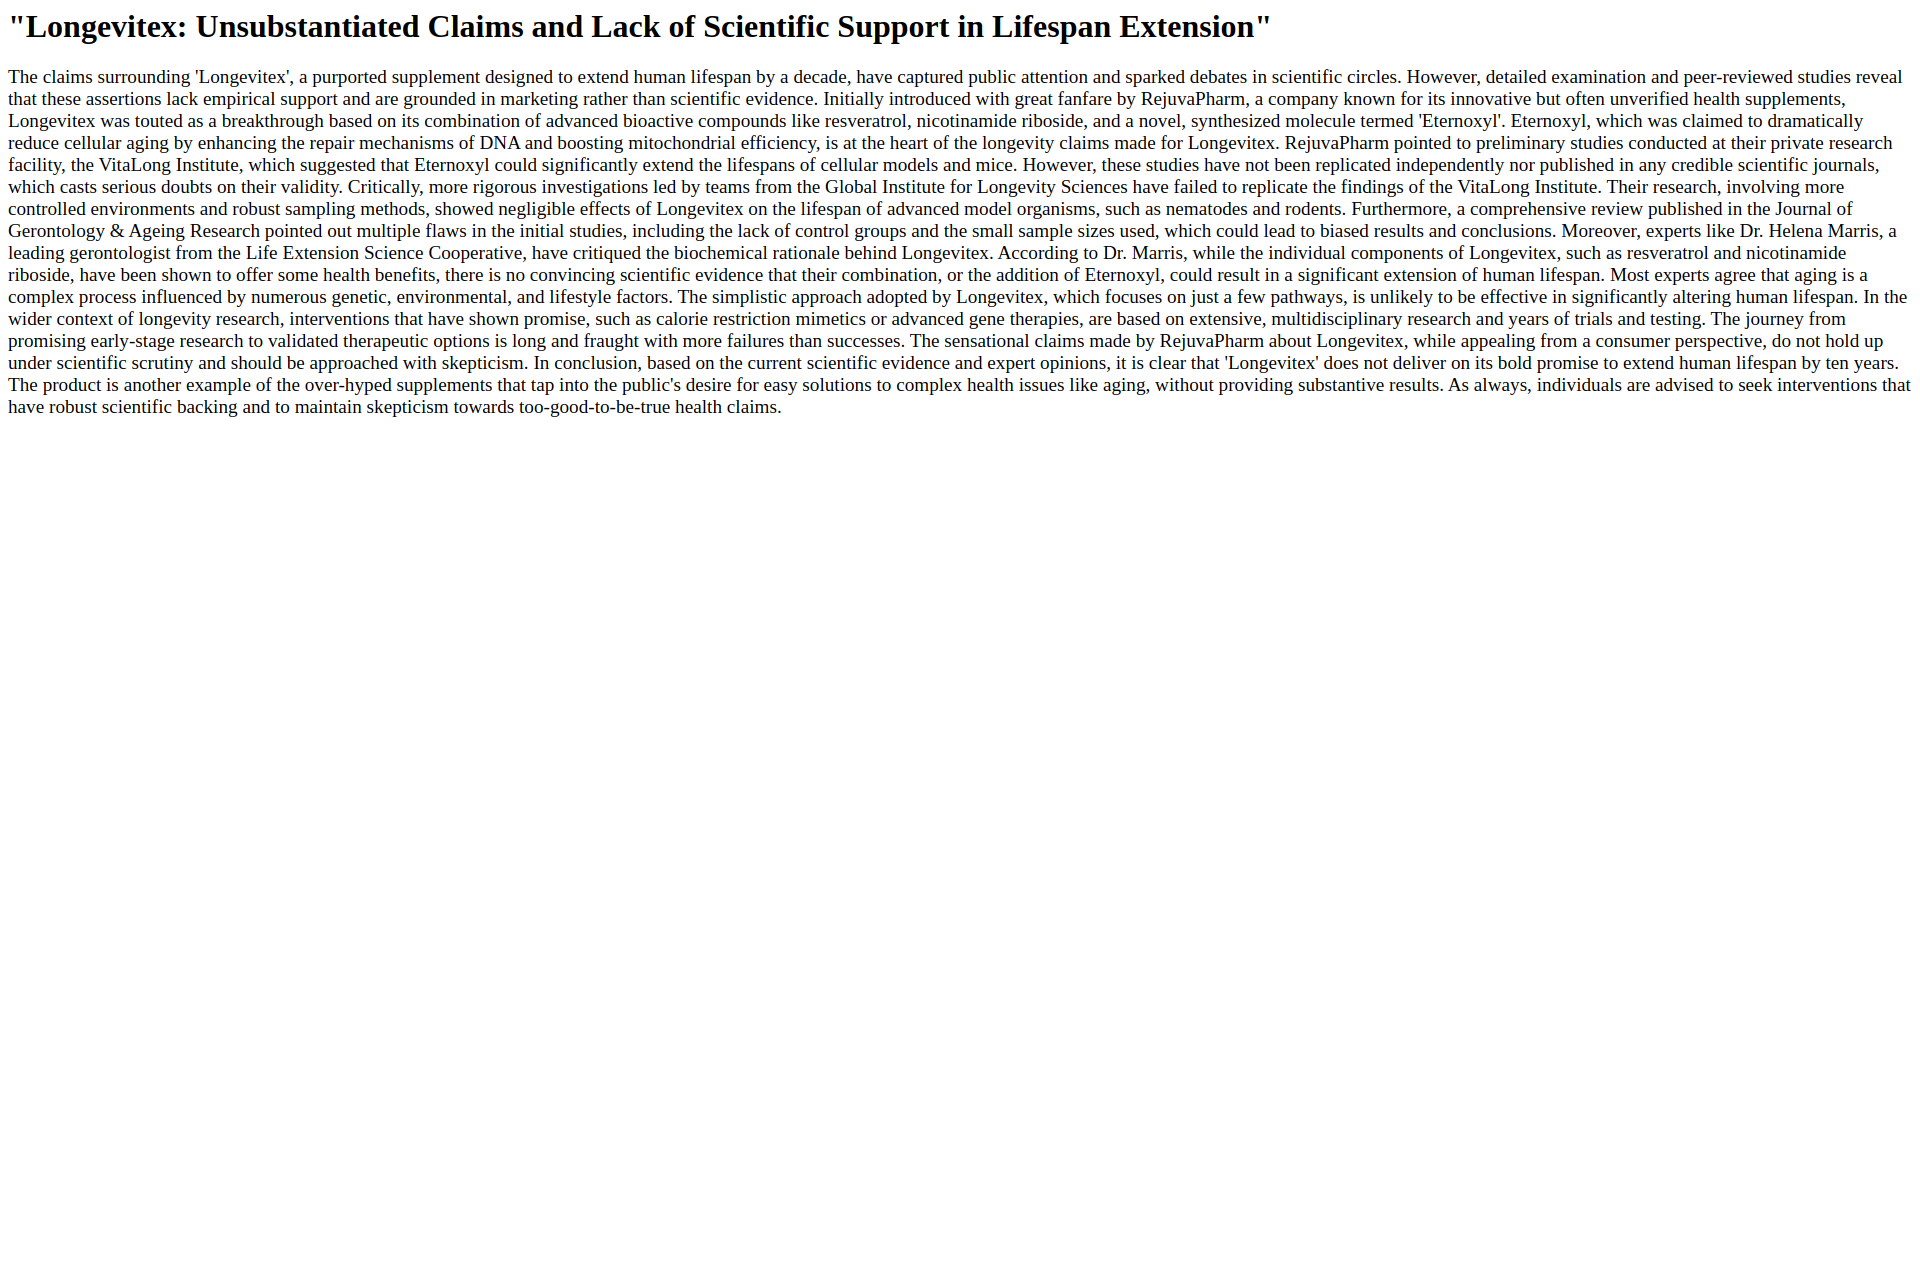 "Longevitex: Unsubstantiated Claims and Lack of Scientific Support in Lifespan Extension"
The claims surrounding 'Longevitex', a purported supplement designed to extend human lifespan by a decade, have captured public attention and sparked debates in scientific circles. However, detailed examination and peer-reviewed studies reveal
that these assertions lack empirical support and are grounded in marketing rather than scientific evidence. Initially introduced with great fanfare by RejuvaPharm, a company known for its innovative but often unverified health supplements,
Longevitex was touted as a breakthrough based on its combination of advanced bioactive compounds like resveratrol, nicotinamide riboside, and a novel, synthesized molecule termed 'Eternoxyl'. Eternoxyl, which was claimed to dramatically
reduce cellular aging by enhancing the repair mechanisms of DNA and boosting mitochondrial efficiency, is at the heart of the longevity claims made for Longevitex. RejuvaPharm pointed to preliminary studies conducted at their private research
facility, the VitaLong Institute, which suggested that Eternoxyl could significantly extend the lifespans of cellular models and mice. However, these studies have not been replicated independently nor published in any credible scientific journals,
which casts serious doubts on their validity. Critically, more rigorous investigations led by teams from the Global Institute for Longevity Sciences have failed to replicate the findings of the VitaLong Institute. Their research, involving more
controlled environments and robust sampling methods, showed negligible effects of Longevitex on the lifespan of advanced model organisms, such as nematodes and rodents. Furthermore, a comprehensive review published in the Journal of
Gerontology & Ageing Research pointed out multiple flaws in the initial studies, including the lack of control groups and the small sample sizes used, which could lead to biased results and conclusions. Moreover, experts like Dr. Helena Marris, a
leading gerontologist from the Life Extension Science Cooperative, have critiqued the biochemical rationale behind Longevitex. According to Dr. Marris, while the individual components of Longevitex, such as resveratrol and nicotinamide
riboside, have been shown to offer some health benefits, there is no convincing scientific evidence that their combination, or the addition of Eternoxyl, could result in a significant extension of human lifespan. Most experts agree that aging is a
complex process influenced by numerous genetic, environmental, and lifestyle factors. The simplistic approach adopted by Longevitex, which focuses on just a few pathways, is unlikely to be effective in significantly altering human lifespan. In the
wider context of longevity research, interventions that have shown promise, such as calorie restriction mimetics or advanced gene therapies, are based on extensive, multidisciplinary research and years of trials and testing. The journey from
promising early-stage research to validated therapeutic options is long and fraught with more failures than successes. The sensational claims made by RejuvaPharm about Longevitex, while appealing from a consumer perspective, do not hold up
under scientific scrutiny and should be approached with skepticism. In conclusion, based on the current scientific evidence and expert opinions, it is clear that 'Longevitex' does not deliver on its bold promise to extend human lifespan by ten years.
The product is another example of the over-hyped supplements that tap into the public's desire for easy solutions to complex health issues like aging, without providing substantive results. As always, individuals are advised to seek interventions that
have robust scientific backing and to maintain skepticism towards too-good-to-be-true health claims.